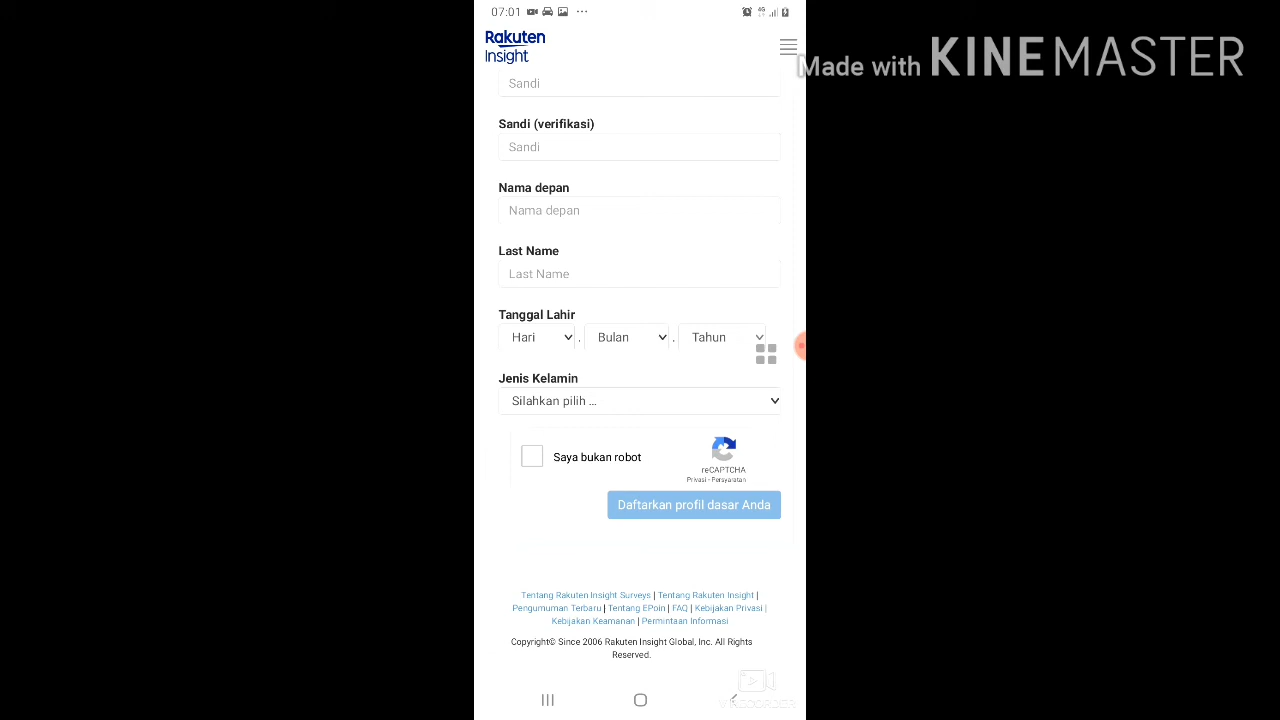 07:01
4G
Rakuten
Insight
Made with KINEMASTER
Sandi
Sandi (verifikasi)
Sandi
Nama depan
Nama depan
Last Name
Last Name
Tanggal Lahir
Hari . Bulan . Tahun
Jenis Kelamin
Silahkan pilih ...
Saya bukan robot
reCAPTCHA
Privasi - Persyaratan
Daftarkan profil dasar Anda
Tentang Rakuten Insight Surveys | Tentang Rakuten Insight |
Pengumuman Terbaru | Tentang EPoin | FAQ | Kebijakan Privasi |
Kebijakan Keamanan | Permintaan Informasi
Copyright© Since 2006 Rakuten Insight Global, Inc. All Rights
Reserved.